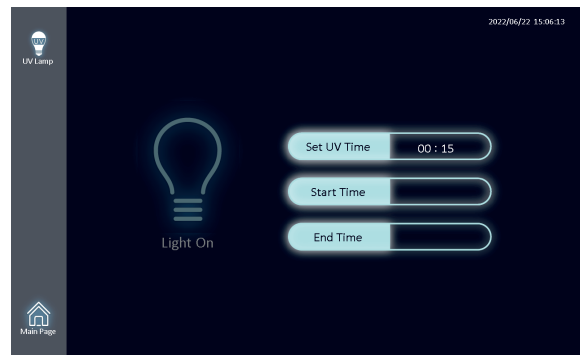 2022/06/22 15:06:13
UV
UV Lamp
Set UV Time 00 : 15
Start Time
End Time
Light On
Main Page